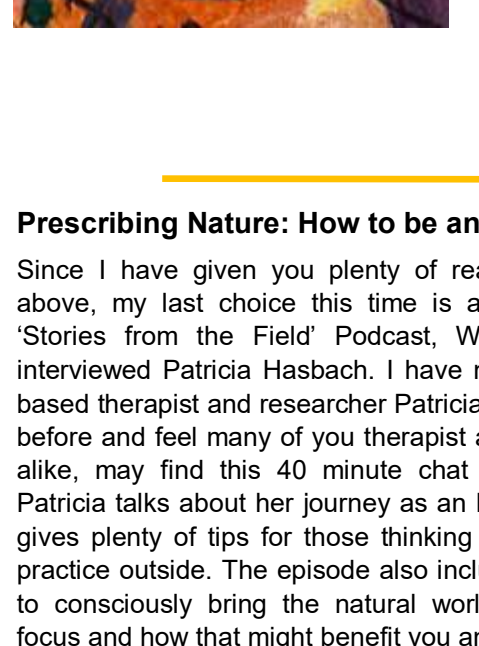 Prescribing Nature: How to be an
Since I have given you plenty of
above, my last choice this time is
'Stories from the Field' Podcast,
interviewed Patricia Hasbach. I have
based therapist and researcher Patricia
before and feel many of you therapist
alike, may find this 40 minute chat
Patricia talks about her journey as an
gives plenty of tips for those thinking
practice outside. The episode also
to consciously bring the natural
focus and how that might benefit you